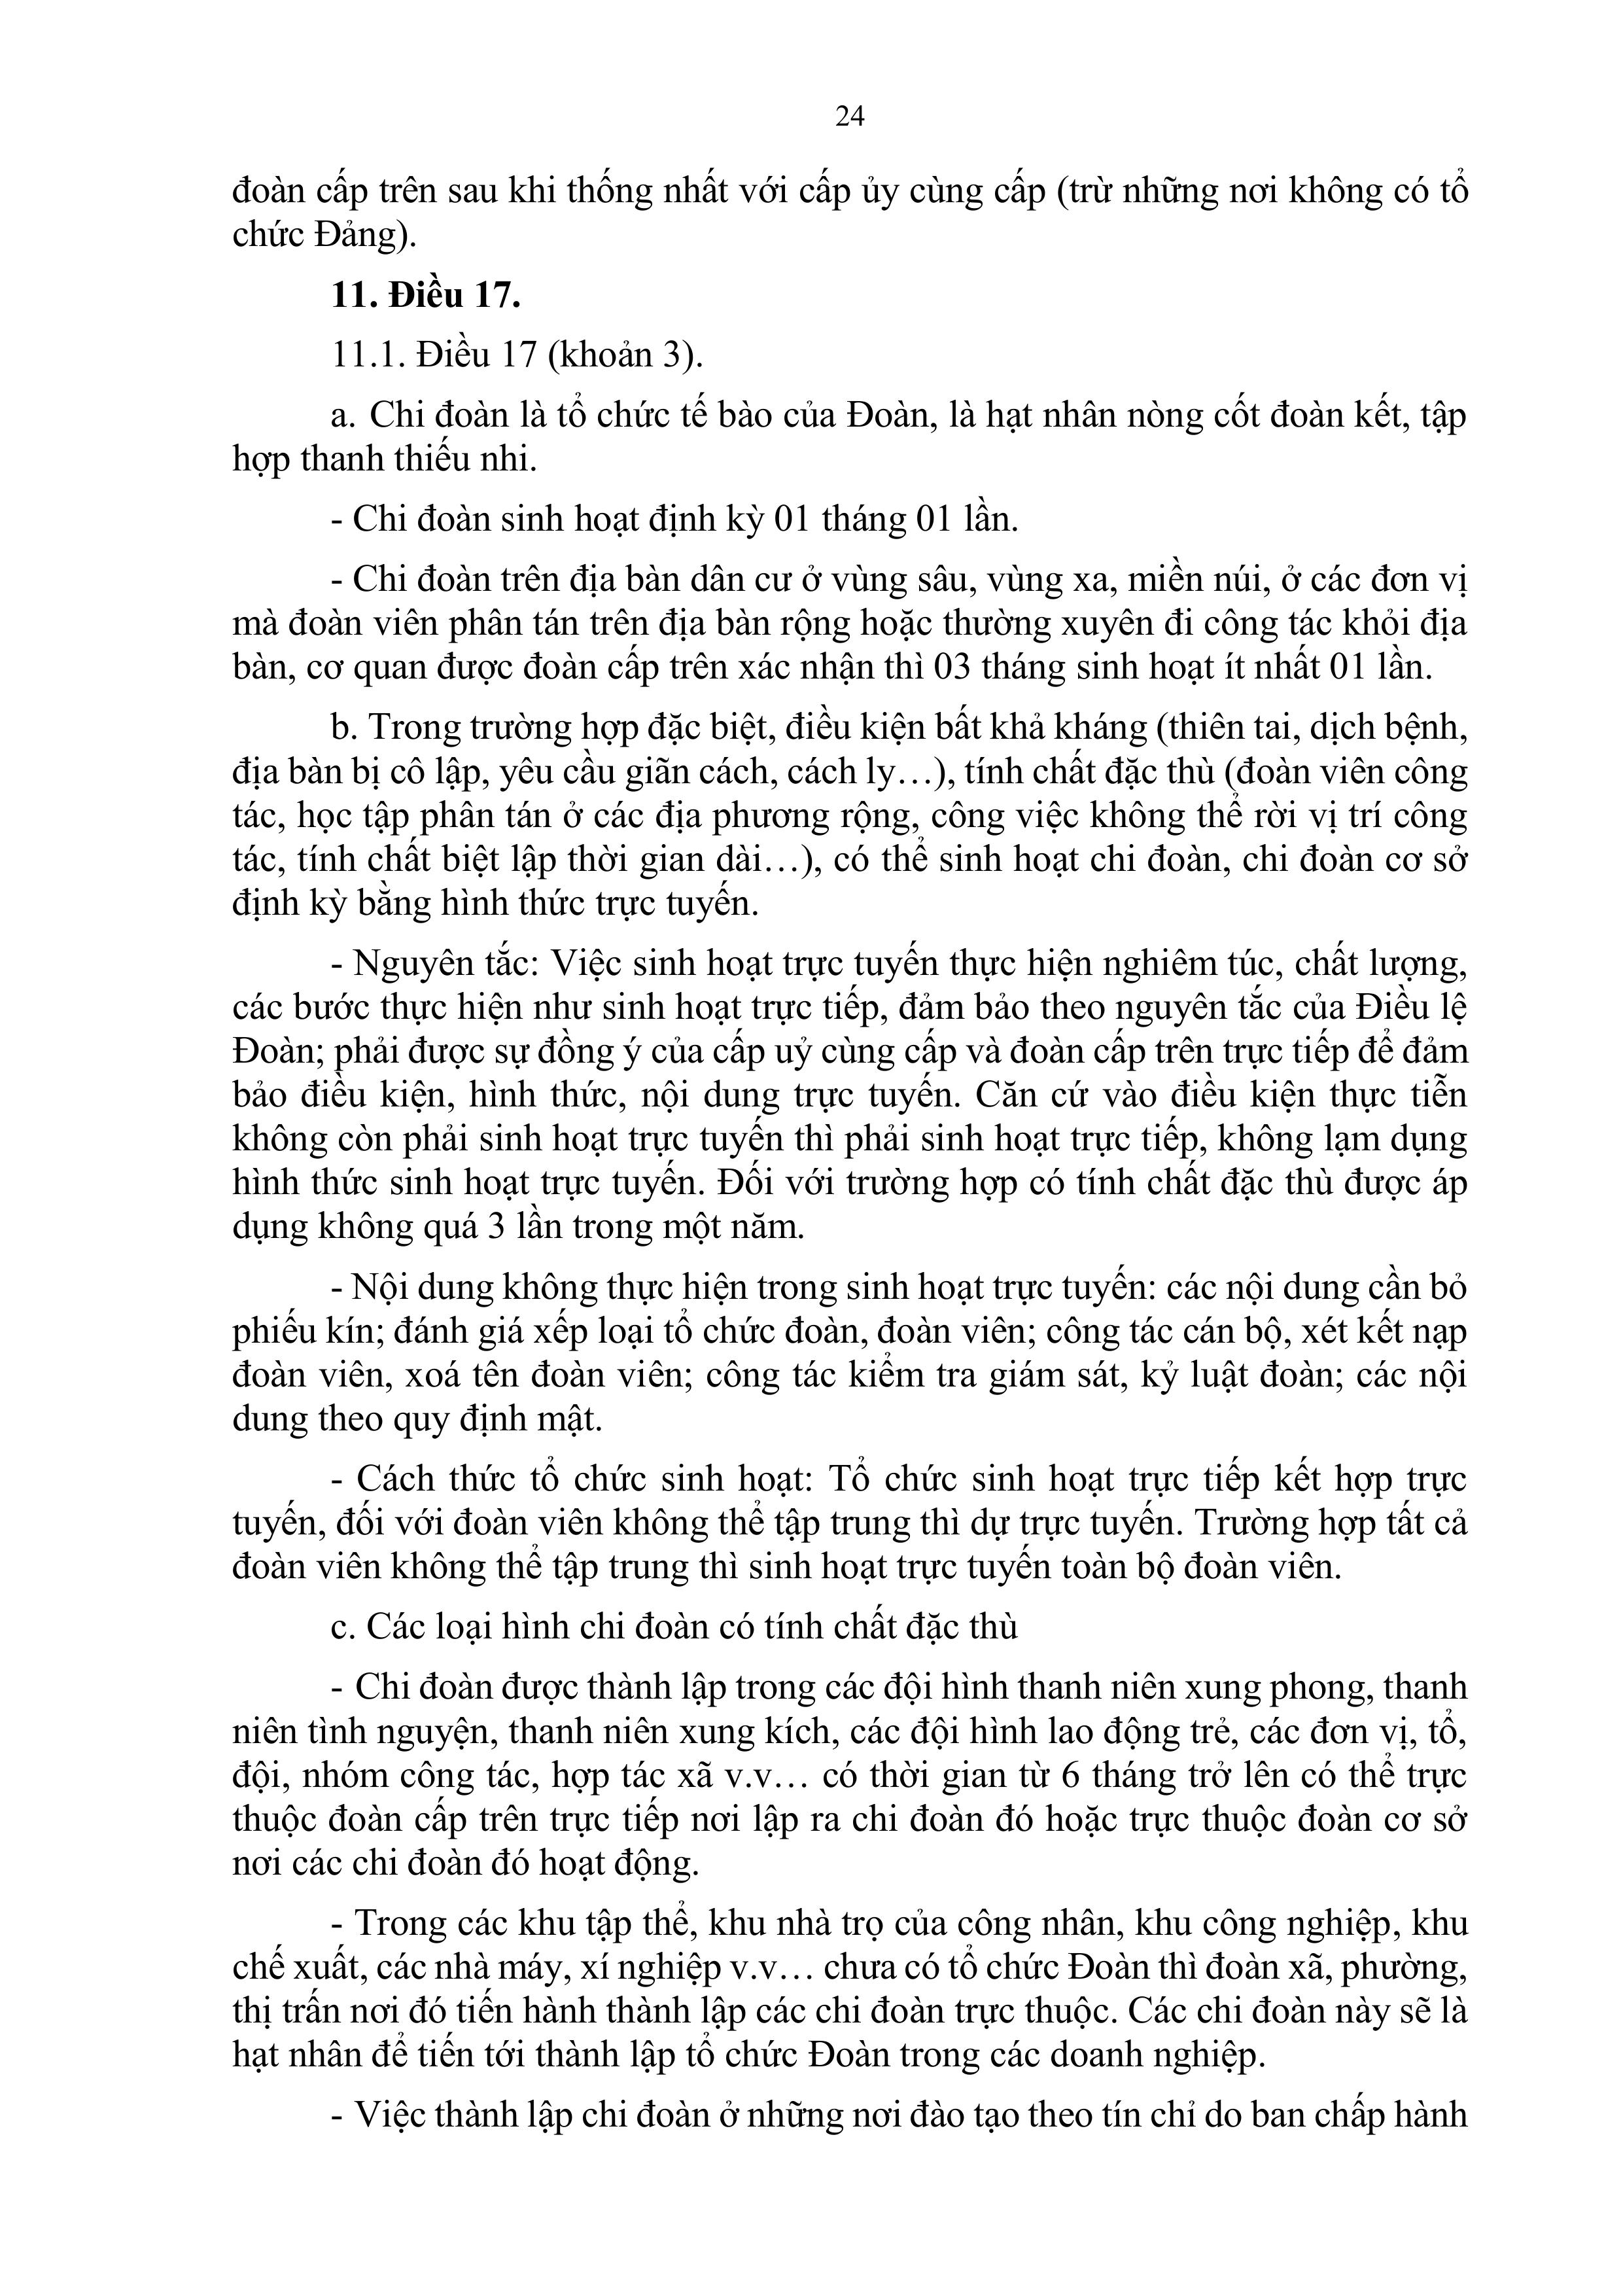 24
đoàn cấp trên sau khi thống nhất với cấp ủy cùng cấp (trừ những nơi không có tổ
chức Đảng).
11. Điều 17.
11.1. Điều 17 (khoản 3).
a. Chi đoàn là tổ chức tế bào của Đoàn, là hạt nhân nòng cốt đoàn kết, tập
hợp thanh thiếu nhi.
- Chi đoàn sinh hoạt định kỳ 01 tháng 01 lần.
- Chi đoàn trên địa bàn dân cư ở vùng sâu, vùng xa, miền núi, ở các đơn vị
mà đoàn viên phân tán trên địa bàn rộng hoặc thường xuyên đi công tác khỏi địa
bàn, cơ quan được đoàn cấp trên xác nhận thì 03 tháng sinh hoạt ít nhất 01 lần.
b. Trong trường hợp đặc biệt, điều kiện bất khả kháng (thiên tai, dịch bệnh,
địa bàn bị cô lập, yêu cầu giãn cách, cách ly…), tính chất đặc thù (đoàn viên công
tác, học tập phân tán ở các địa phương rộng, công việc không thể rời vị trí công
tác, tính chất biệt lập thời gian dài…), có thể sinh hoạt chi đoàn, chi đoàn cơ sở
định kỳ bằng hình thức trực tuyến.
- Nguyên tắc: Việc sinh hoạt trực tuyến thực hiện nghiêm túc, chất lượng,
các bước thực hiện như sinh hoạt trực tiếp, đảm bảo theo nguyên tắc của Điều lệ
Đoàn; phải được sự đồng ý của cấp uỷ cùng cấp và đoàn cấp trên trực tiếp để đảm
bảo điều kiện, hình thức, nội dung trực tuyến. Căn cứ vào điều kiện thực tiễn
không còn phải sinh hoạt trực tuyến thì phải sinh hoạt trực tiếp, không lạm dụng
hình thức sinh hoạt trực tuyến. Đối với trường hợp có tính chất đặc thù được áp
dụng không quá 3 lần trong một năm.
- Nội dung không thực hiện trong sinh hoạt trực tuyến: các nội dung cần bỏ
phiếu kín; đánh giá xếp loại tổ chức đoàn, đoàn viên; công tác cán bộ, xét kết nạp
đoàn viên, xoá tên đoàn viên; công tác kiểm tra giám sát, kỷ luật đoàn; các nội
dung theo quy định mật.
- Cách thức tổ chức sinh hoạt: Tổ chức sinh hoạt trực tiếp kết hợp trực
tuyến, đối với đoàn viên không thể tập trung thì dự trực tuyến. Trường hợp tất cả
đoàn viên không thể tập trung thì sinh hoạt trực tuyến toàn bộ đoàn viên.
c. Các loại hình chi đoàn có tính chất đặc thù
- Chi đoàn được thành lập trong các đội hình thanh niên xung phong, thanh
niên tình nguyện, thanh niên xung kích, các đội hình lao động trẻ, các đơn vị, tổ,
đội, nhóm công tác, hợp tác xã v.v… có thời gian từ 6 tháng trở lên có thể trực
thuộc đoàn cấp trên trực tiếp nơi lập ra chi đoàn đó hoặc trực thuộc đoàn cơ sở
nơi các chi đoàn đó hoạt động.
- Trong các khu tập thể, khu nhà trọ của công nhân, khu công nghiệp, khu
chế xuất, các nhà máy, xí nghiệp v.v… chưa có tổ chức Đoàn thì đoàn xã, phường,
thị trấn nơi đó tiến hành thành lập các chi đoàn trực thuộc. Các chi đoàn này sẽ là
hạt nhân để tiến tới thành lập tổ chức Đoàn trong các doanh nghiệp.
- Việc thành lập chi đoàn ở những nơi đào tạo theo tín chỉ do ban chấp hành